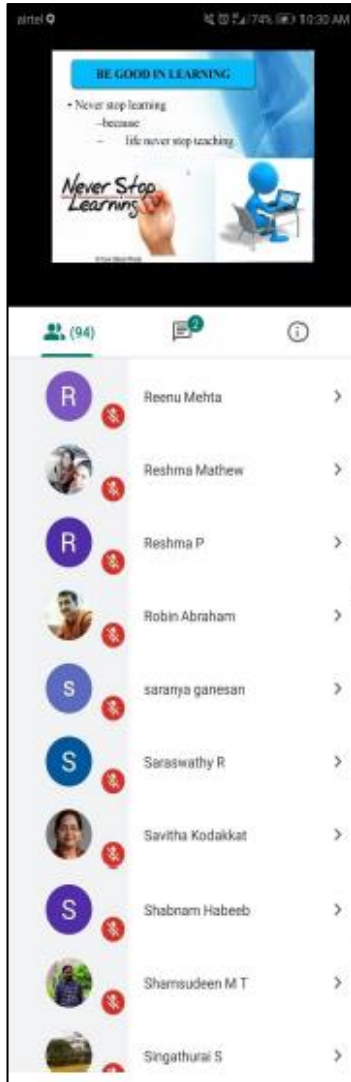 airtel 74% 10:30 AM
BE GOOD IN LEARNING
• Never stop learning
–because
– life never stop teaching
Never Stop
Learning
(94) 2
R Reenu Mehta
Reshma Mathew
R Reshma P
Robin Abraham
s saranya ganesan
S Saraswathy R
Savitha Kodakkat
S Shabnam Habeeb
Shamsudeen M T
Singathurai S